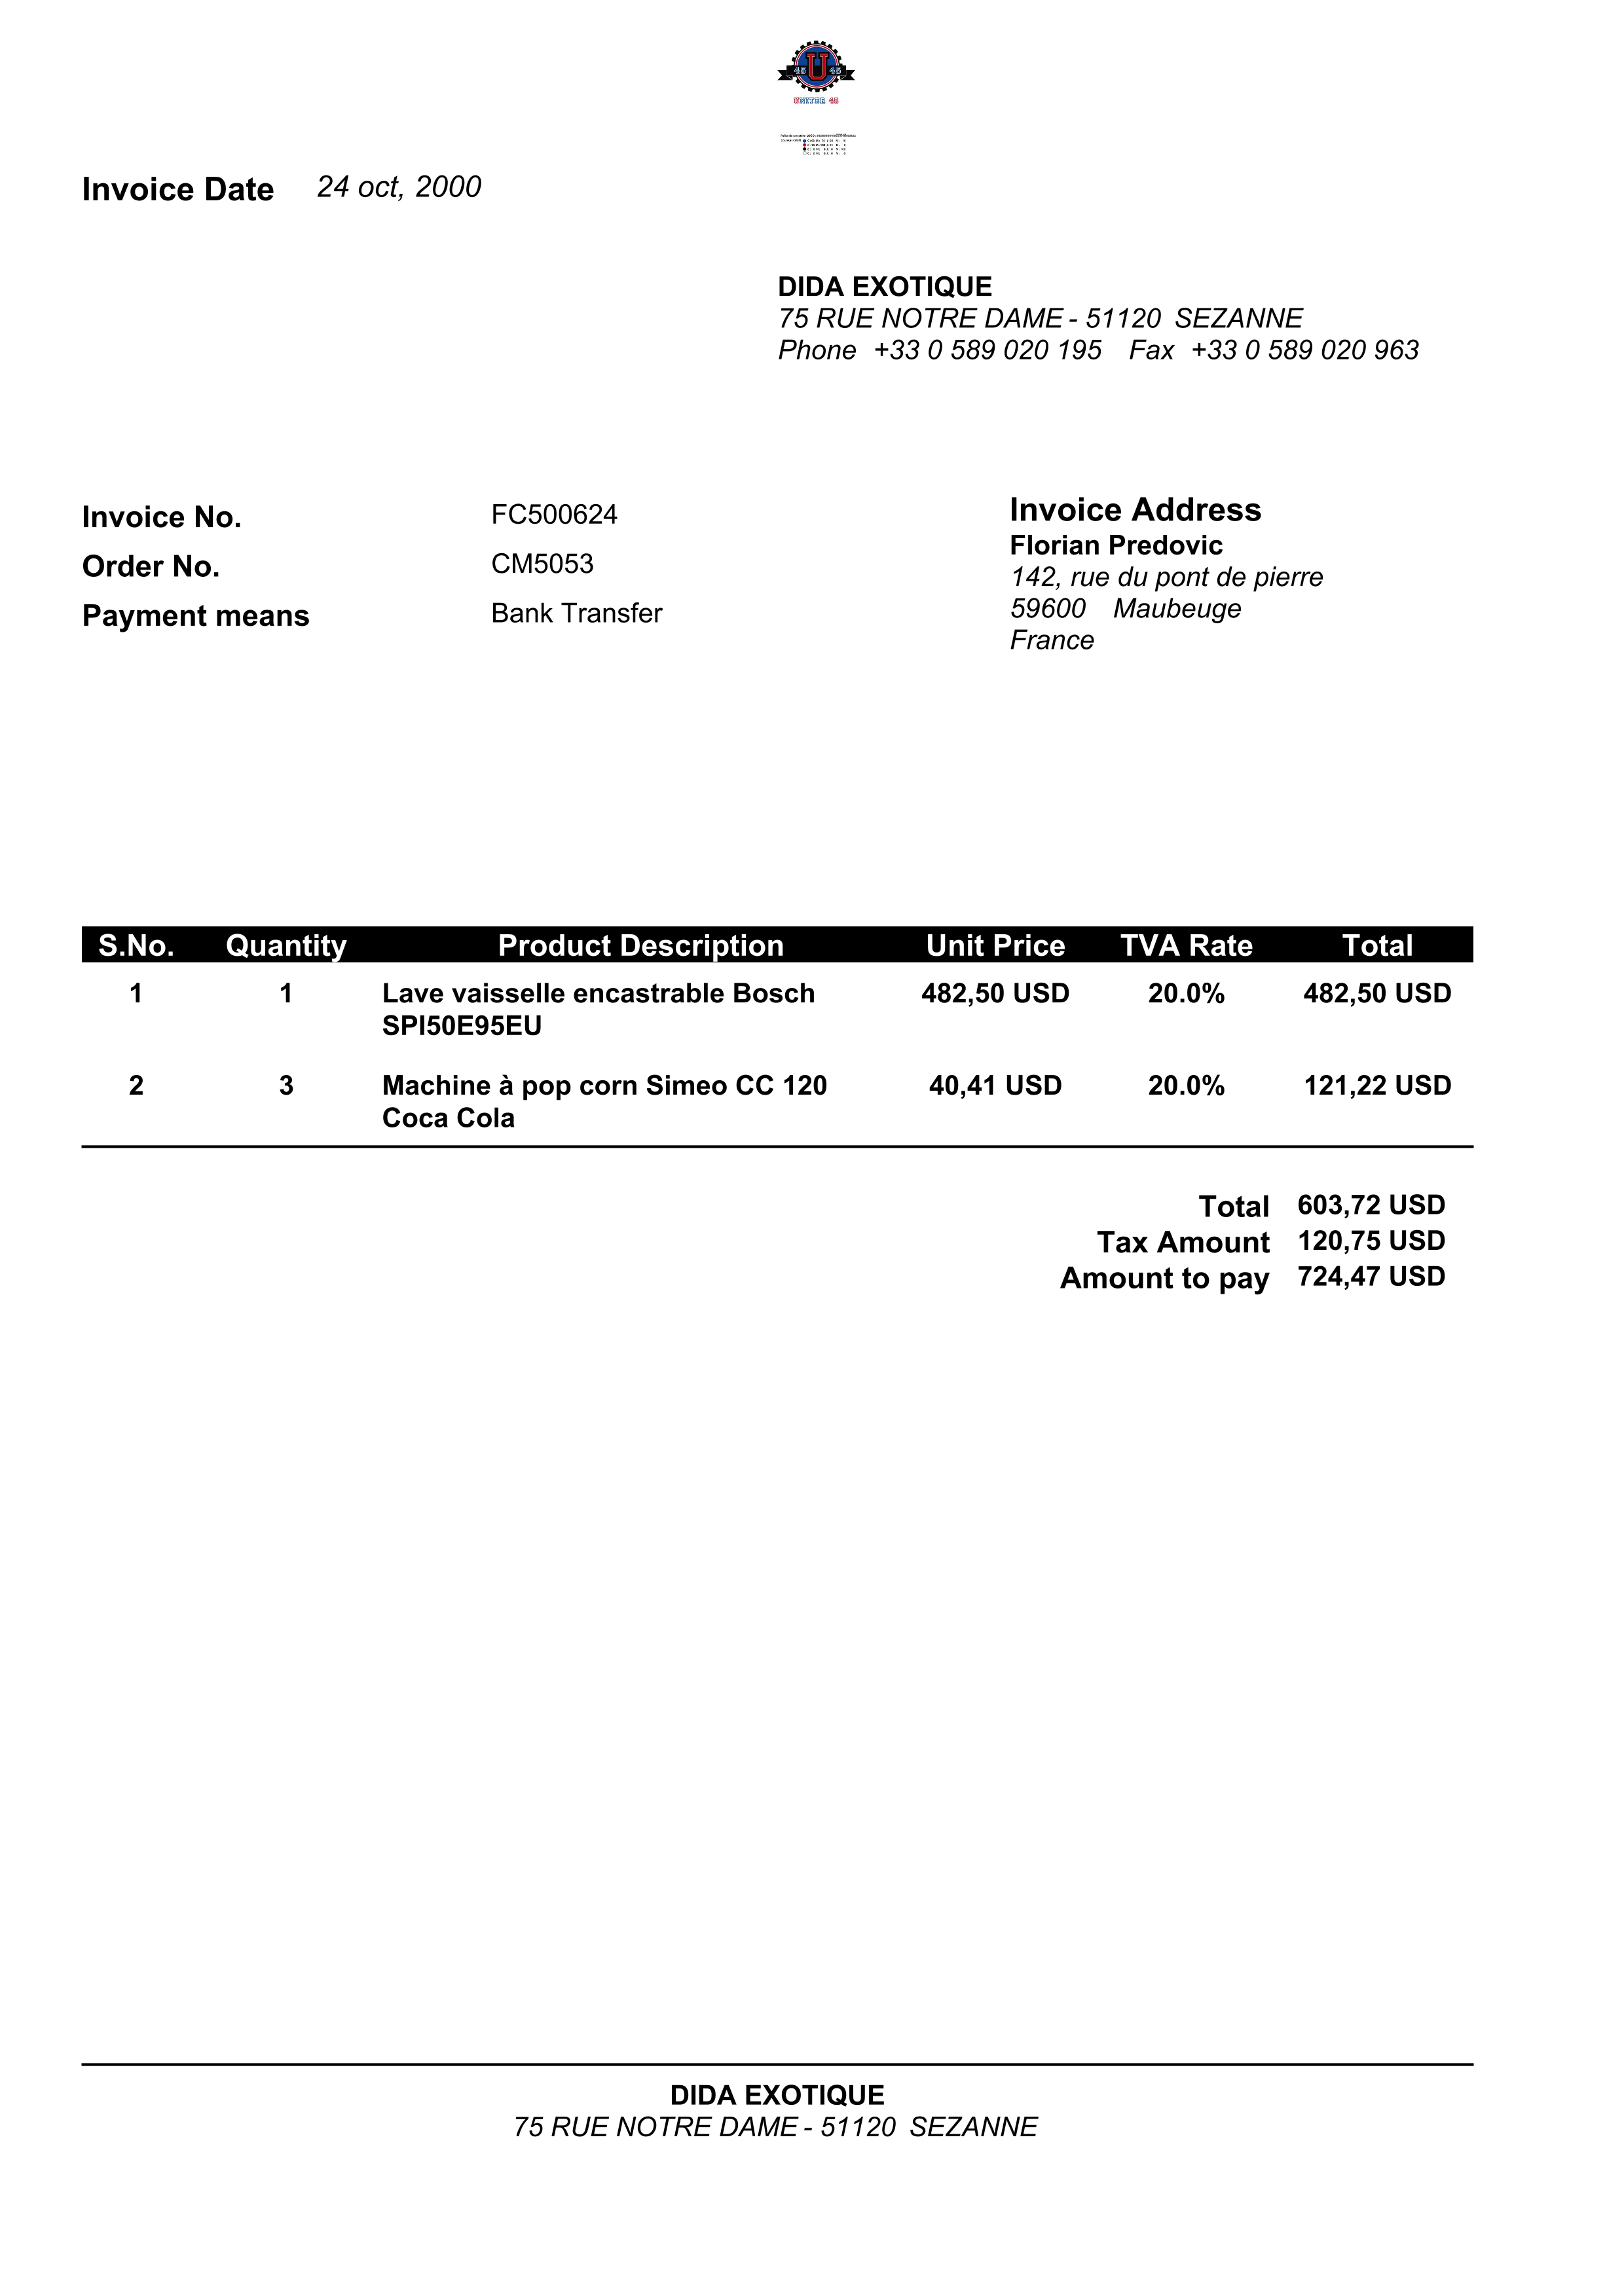 45 U 45
UNITER 45
Invoice Date 24 oct, 2000
DIDA EXOTIQUE
75 RUE NOTRE DAME - 51120 SEZANNE
Phone +33 0 589 020 195 Fax +33 0 589 020 963
Invoice No. FC500624
Order No. CM5053
Payment means Bank Transfer
Invoice Address
Florian Predovic
142, rue du pont de pierre
59600 Maubeuge
France
S.No. Quantity Product Description Unit Price TVA Rate Total
1 1 Lave vaisselle encastrable Bosch 482,50 USD 20.0% 482,50 USD
SPI50E95EU
2 3 Machine à pop corn Simeo CC 120 40,41 USD 20.0% 121,22 USD
Coca Cola
Total 603,72 USD
Tax Amount 120,75 USD
Amount to pay 724,47 USD
DIDA EXOTIQUE
75 RUE NOTRE DAME - 51120 SEZANNE